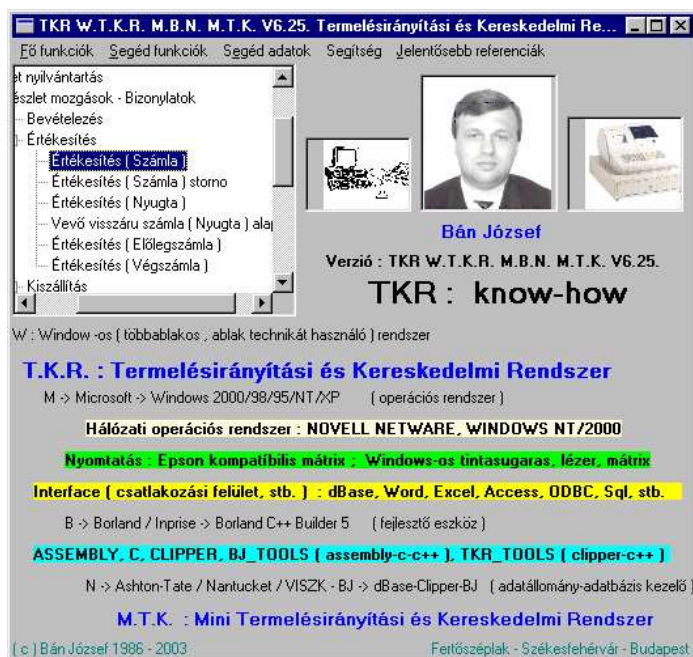 TKR W.T.K.R. M.B.N. M.T.K. V6.25. Termelésirányítási és Kereskedelmi Re...
Fő funkciók Segéd funkciók Segéd adatok Segítség Jelentősebb referenciák
et nyilvántartás
észlet mozgások - Bizonylatok
Bevételezés
Értékesítés
Értékesítés ( Számla )
Értékesítés ( Számla ) storno
Értékesítés ( Nyugta )
Vevő visszáru számla ( Nyugta ) alap
Értékesítés ( Előlegszámla )
Értékesítés ( Végszámla )
Kiszállítás
Bán József
Verzió : TKR W.T.K.R. M.B.N. M.T.K. V6.25.
TKR : know-how
W : Window -os ( többablakos , ablak technikát használó ) rendszer
T.K.R. : Termelésirányítási és Kereskedelmi Rendszer
M -> Microsoft -> Windows 2000/98/95/NT/XP ( operációs rendszer )
Hálózati operációs rendszer : NOVELL NETWARE, WINDOWS NT/2000
Nyomtatás : Epson kompatíbilis mátrix ; Windows-os tintasugaras, lézer, mátrix
Interface ( csatlakozási felület, stb. ) : dBase, Word, Excel, Access, ODBC, Sql, stb.
B -> Borland / Inprise -> Borland C++ Builder 5 ( fejlesztő eszköz )
ASSEMBLY, C, CLIPPER, BJ_TOOLS ( assembly-c-c++ ), TKR_TOOLS ( clipper-c++ )
N -> Ashton-Tate / Nantucket / VISZK - BJ -> dBase-Clipper-BJ ( adatállomány-adatbázis kezelő )
M.T.K. : Mini Termelésirányítási és Kereskedelmi Rendszer
( c ) Bán József 1986 - 2003 Fertőszéplak - Székesfehérvár - Budapest